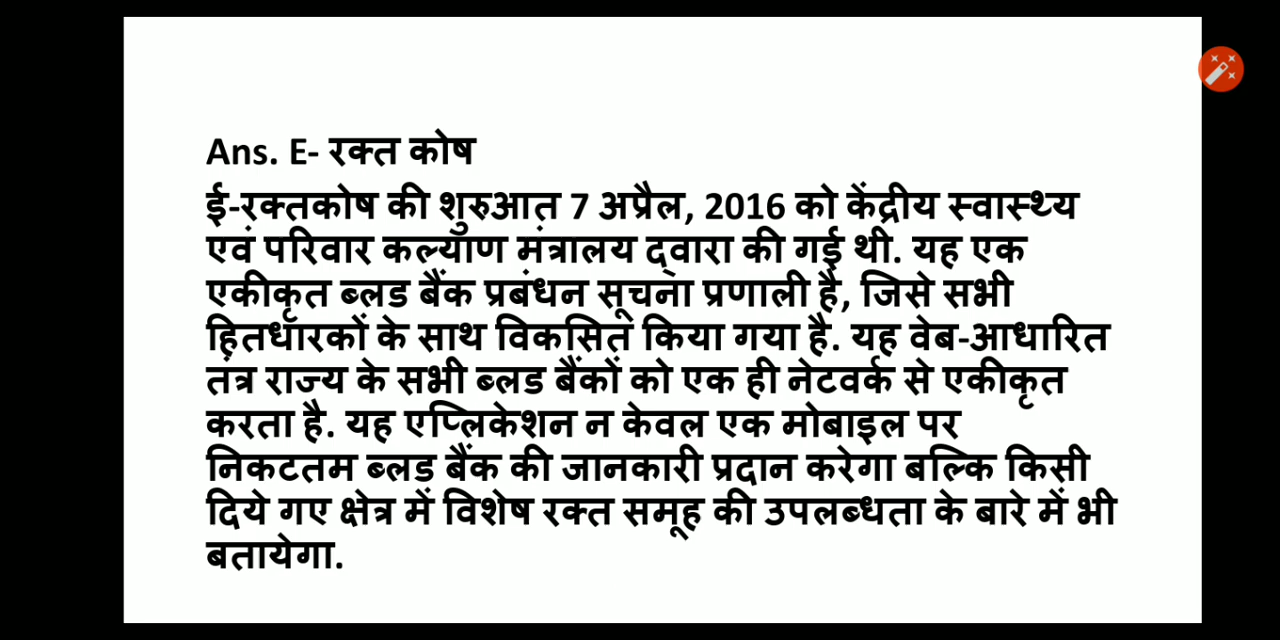 Ans. E- रक्त कोष
ई-रक्तकोष की शुरुआत 7 अप्रैल, 2016 को केंद्रीय स्वास्थ्य
एवं परिवार कल्याण मंत्रालय द्वारा की गई थी. यह एक
एकीकृत ब्लड बैंक प्रबंधन सूचना प्रणाली है, जिसे सभी
हितधारकों के साथ विकसित किया गया है. यह वेब-आधारित
तंत्र राज्य के सभी ब्लड बैंकों को एक ही नेटवर्क से एकीकृत
करता है. यह एप्लिकेशन न केवल एक मोबाइल पर
निकटतम ब्लड बैंक की जानकारी प्रदान करेगा बल्कि किसी
दिये गए क्षेत्र में विशेष रक्त समूह की उपलब्धता के बारे में भी
बतायेगा.